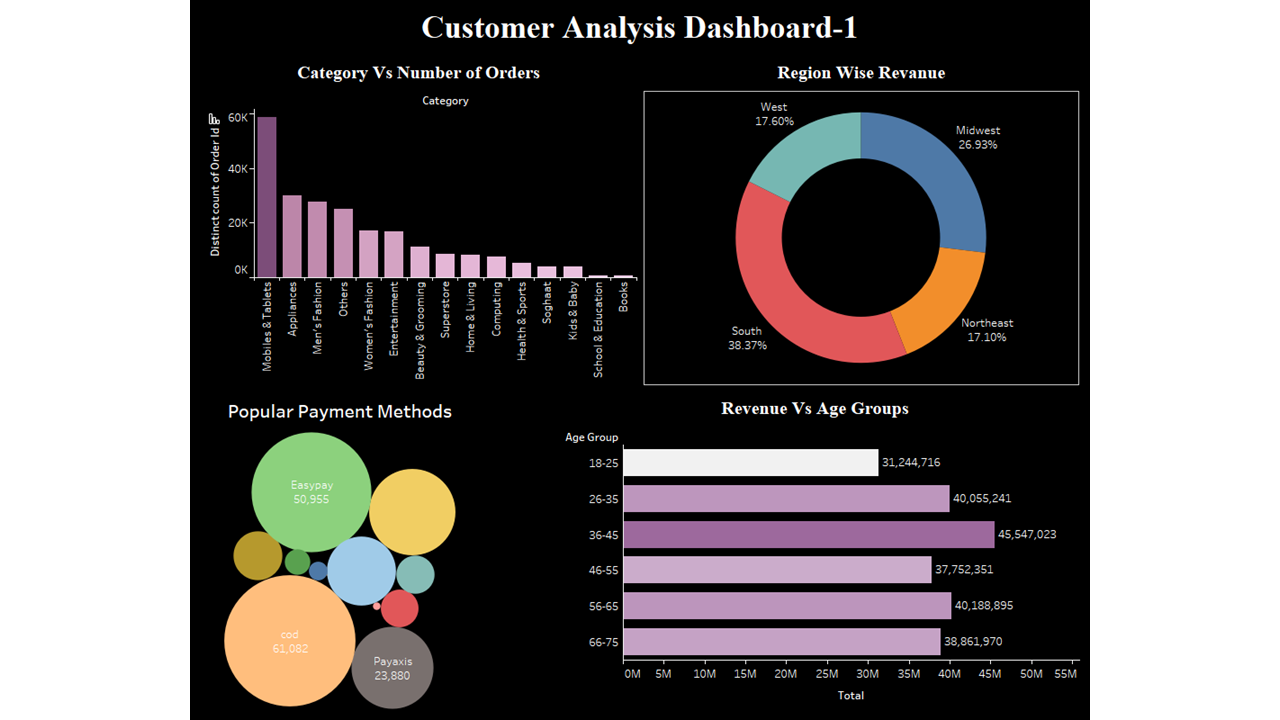 Customer Analysis Dashboard-1
Category Vs Number of Orders
Category
Distinct count of Order Id
60K
40K
20K
0K
Mobiles & Tablets
Appliances
Men's Fashion
Others
Women's Fashion
Entertainment
Beauty & Grooming
Superstore
Home & Living
Computing
Health & Sports
Soghaat
Kids & Baby
School & Education
Books
Region Wise Revanue
West
17.60%
Midwest
26.93%
South
38.37%
Northeast
17.10%
Popular Payment Methods
Easypay
50,955
cod
61,082
Payaxis
23,880
Revenue Vs Age Groups
Age Group
18-25
31,244,716
26-35
40,055,241
36-45
45,547,023
46-55
37,752,351
56-65
40,188,895
66-75
38,861,970
0M 5M 10M 15M 20M 25M 30M 35M 40M 45M 50M 55M
Total